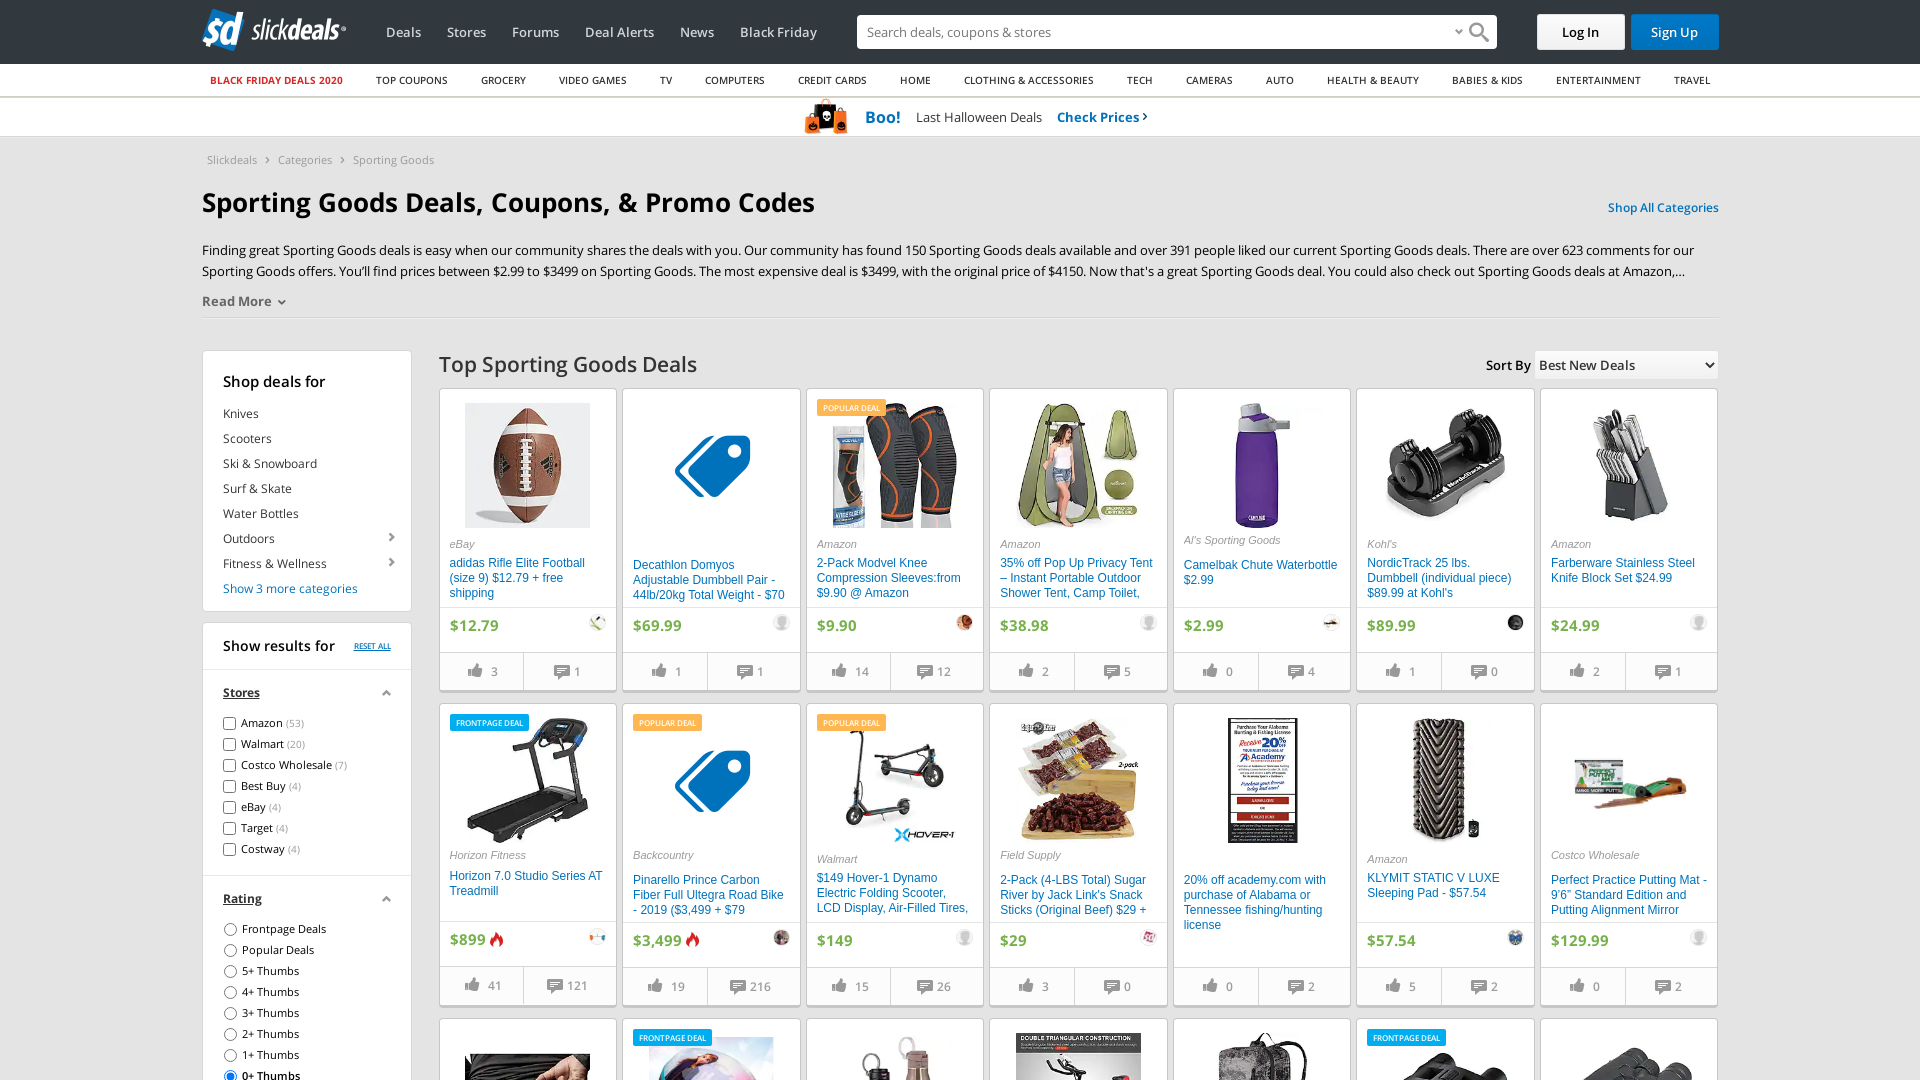 slickdeals
Deals
Stores
Forums
Deal Alerts
News
Black Friday
Search deals, coupons & stores
Log In
Sign Up
BLACK FRIDAY DEALS 2020
TOP COUPONS
GROCERY
VIDEO GAMES
TV
COMPUTERS
CREDIT CARDS
HOME
CLOTHING & ACCESSORIES
TECH
CAMERAS
AUTO
HEALTH & BEAUTY
BABIES & KIDS
ENTERTAINMENT
TRAVEL
Boo! Last Halloween Deals Check Prices
Slickdeals > Categories > Sporting Goods
Sporting Goods Deals, Coupons, & Promo Codes
Shop All Categories
Finding great Sporting Goods deals is easy when our community shares the deals with you. Our community has found 150 Sporting Goods deals available and over 391 people liked our current Sporting Goods deals. There are over 623 comments for our
Sporting Goods offers. You'll find prices between $2.99 to $3499 on Sporting Goods. The most expensive deal is $3499, with the original price of $4150. Now that's a great Sporting Goods deal. You could also check out Sporting Goods deals at Amazon,...
Read More
Shop deals for
Knives
Scooters
Ski & Snowboard
Surf & Skate
Water Bottles
Outdoors
Fitness & Wellness
Show 3 more categories
Show results for
RESET ALL
Stores
Amazon (53)
Walmart (20)
Costco Wholesale (7)
Best Buy (4)
eBay (4)
Target (4)
Costway (4)
Rating
Frontpage Deals
Popular Deals
5+ Thumbs
4+ Thumbs
3+ Thumbs
2+ Thumbs
1+ Thumbs
0+ Thumbs
Top Sporting Goods Deals
Sort By
Best New Deals
eBay
adidas Rifle Elite Football
(size 9) $12.79 + free
shipping
$12.79
3
1
Decathlon Domyos
Adjustable Dumbbell Pair -
44lb/20kg Total Weight - $70
$69.99
1
1
POPULAR DEAL
Amazon
2-Pack Modvel Knee
Compression Sleeves:from
$9.90 @ Amazon
$9.90
14
12
Amazon
35% off Pop Up Privacy Tent
– Instant Portable Outdoor
Shower Tent, Camp Toilet,
$38.98
2
5
Al's Sporting Goods
Camelbak Chute Waterbottle
$2.99
$2.99
0
4
Kohl's
NordicTrack 25 lbs.
Dumbbell (individual piece)
$89.99 at Kohl's
$89.99
1
0
Amazon
Farberware Stainless Steel
Knife Block Set $24.99
$24.99
2
1
FRONTPAGE DEAL
Horizon Fitness
Horizon 7.0 Studio Series AT
Treadmill
$899
41
121
POPULAR DEAL
Backcountry
Pinarello Prince Carbon
Fiber Full Ultegra Road Bike
- 2019 ($3,499 + $79
$3,499
19
216
POPULAR DEAL
HOVER-1
Walmart
$149 Hover-1 Dynamo
Electric Folding Scooter,
LCD Display, Air-Filled Tires,
$149
15
26
2-pack
Field Supply
2-Pack (4-LBS Total) Sugar
River by Jack Link's Snack
Sticks (Original Beef) $29 +
$29
3
0
Purchase Your Alabama
Hunting & Fishing License
Receive 20%
Academy
20% off academy.com with
purchase of Alabama or
Tennessee fishing/hunting
license
0
2
Amazon
KLYMIT STATIC V LUXE
Sleeping Pad - $57.54
$57.54
5
2
Costco Wholesale
Perfect Practice Putting Mat -
9'6” Standard Edition and
Putting Alignment Mirror
$129.99
0
2
FRONTPAGE DEAL
DOUBLE TRIANGULAR CONSTRUCTION
FRONTPAGE DEAL